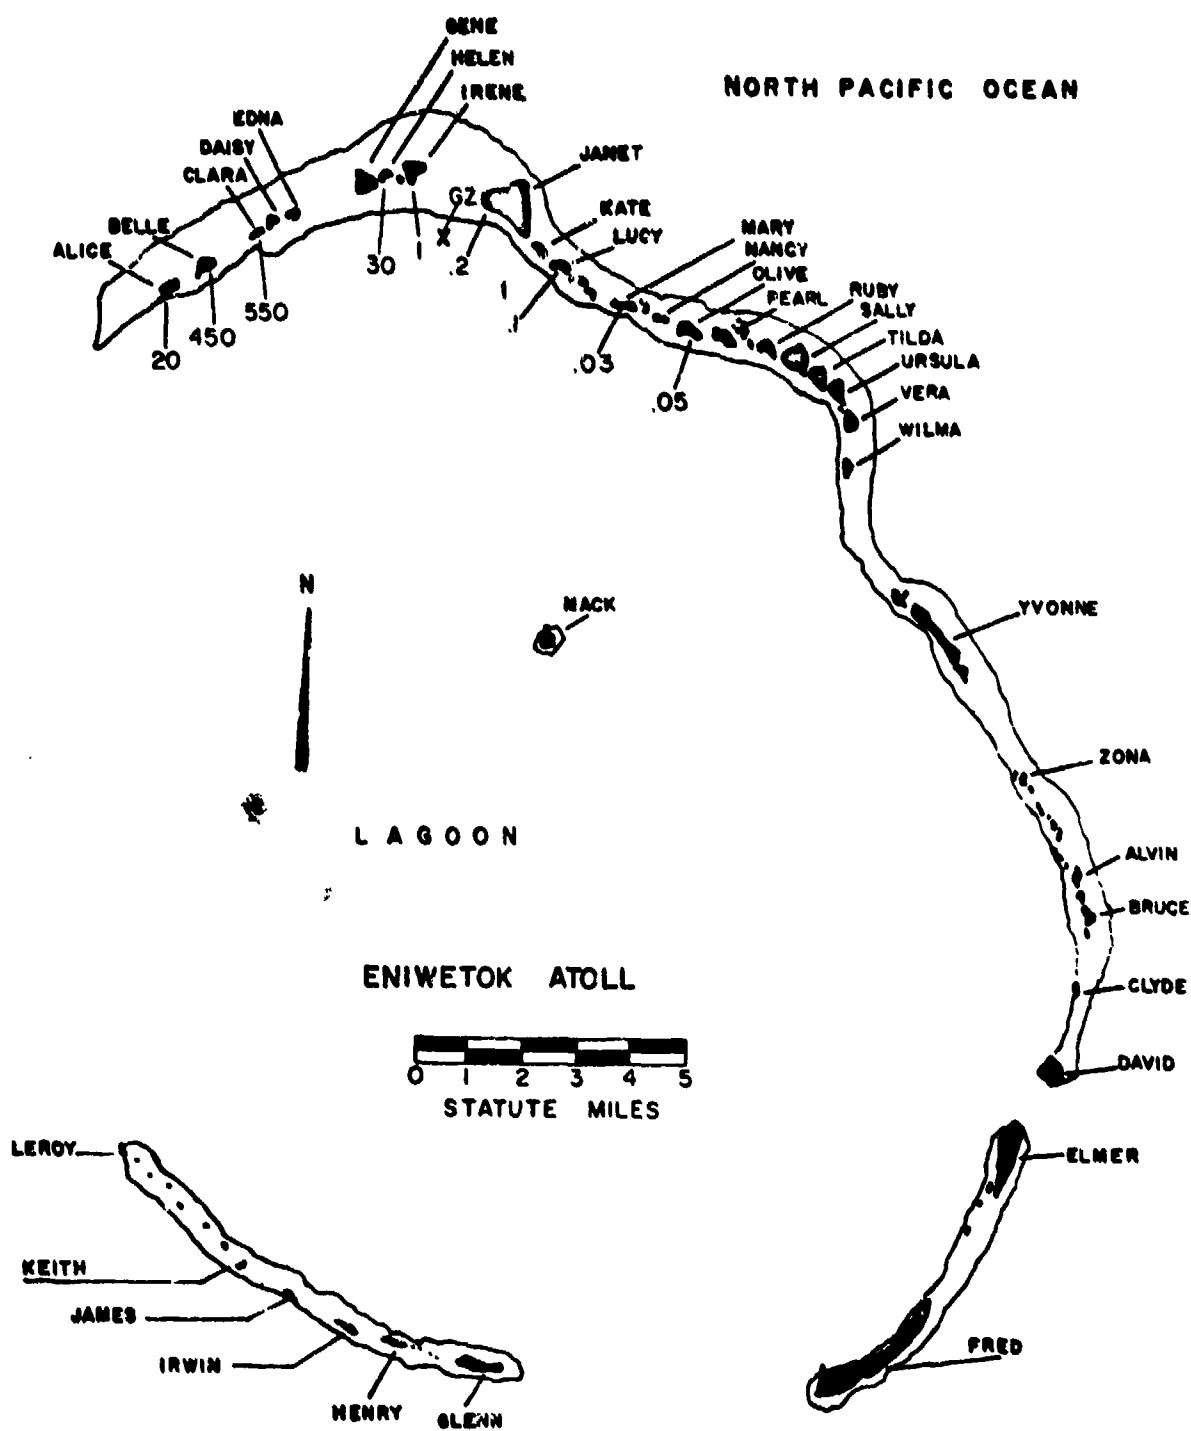 GENE
HELEN
NORTH PACIFIC OCEAN
IRENE
EDNA
DAISY
JANET
CLARA
GZ
KATE
BELLE
MARY
LUCY
ALICE
X
NANCY
30
1
.2
OLIVE
1
PEARL
RUBY
SALLY
550
.1
TILDA
450
20
.03
URSULA
.05
VERA
WILMA
N
MACK
YVONNE
ZONA
LAGOON
ALVIN
BRUCE
ENIWETOK ATOLL
CLYDE
DAVID
0 1 2 3 4 5
STATUTE MILES
LEROY
ELMER
KEITH
JAMES
IRWIN
FRED
HENRY
GLENN